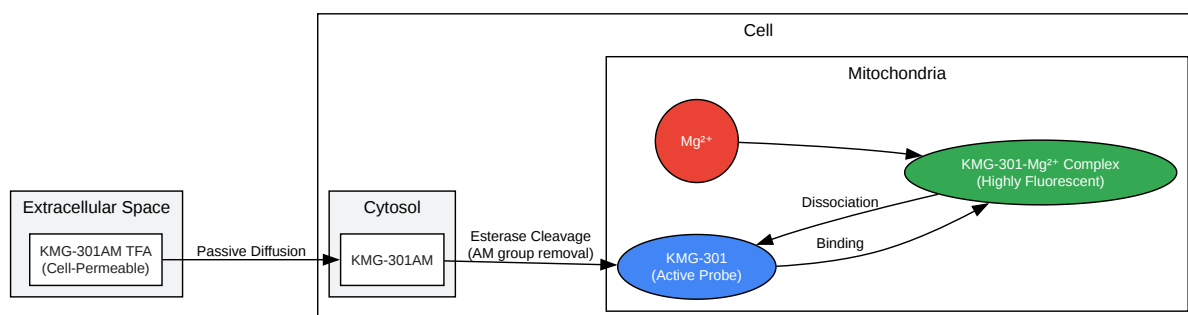 Cell
Mitochondria
Mg²⁺
KMG-301-Mg²⁺ Complex
(Highly Fluorescent)
Extracellular Space
KMG-301AM TFA
(Cell-Permeable)
Passive Diffusion
Cytosol
KMG-301AM
Esterase Cleavage
(AM group removal)
Dissociation
Binding
KMG-301
(Active Probe)